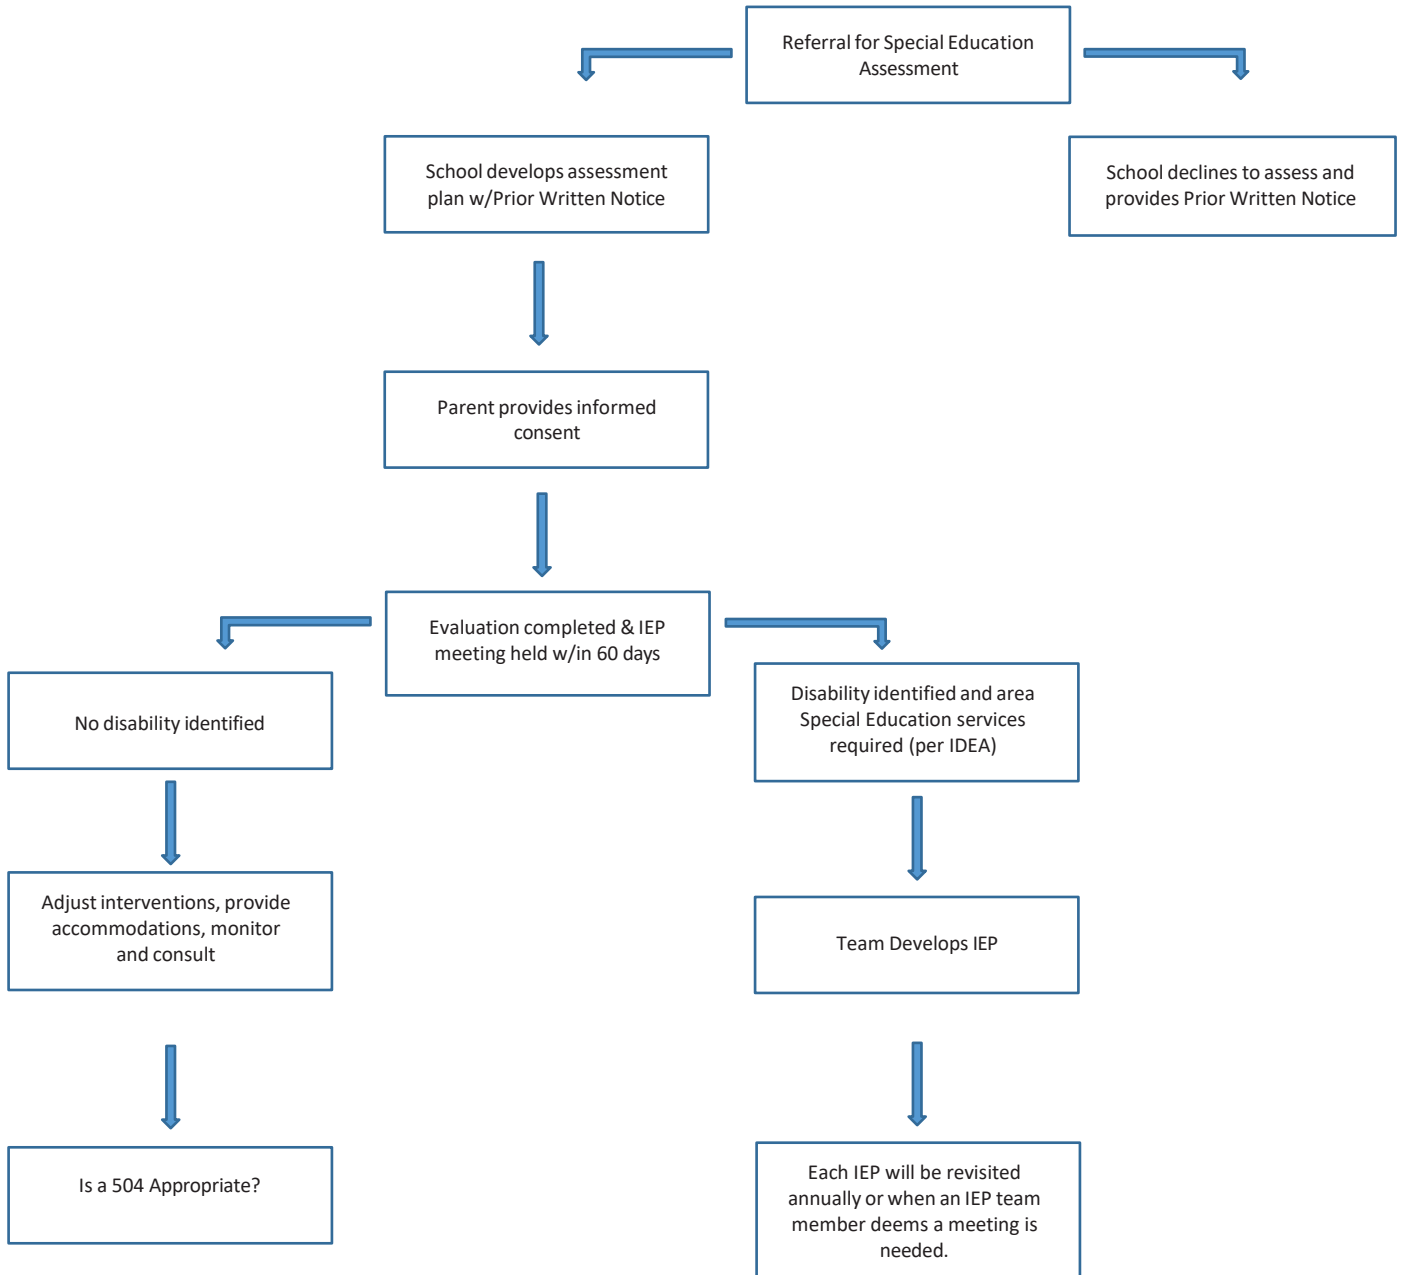 Referral for Special Education
Assessment
School develops assessment
plan w/Prior Written Notice
School declines to assess and
provides Prior Written Notice
Parent provides informed
consent
Evaluation completed & IEP
meeting held w/in 60 days
No disability identified
Disability identified and area
Special Education services
required (per IDEA)
Adjust interventions, provide
accommodations, monitor
and consult
Team Develops IEP
Is a 504 Appropriate?
Each IEP will be revisited
annually or when an IEP team
member deems a meeting is
needed.